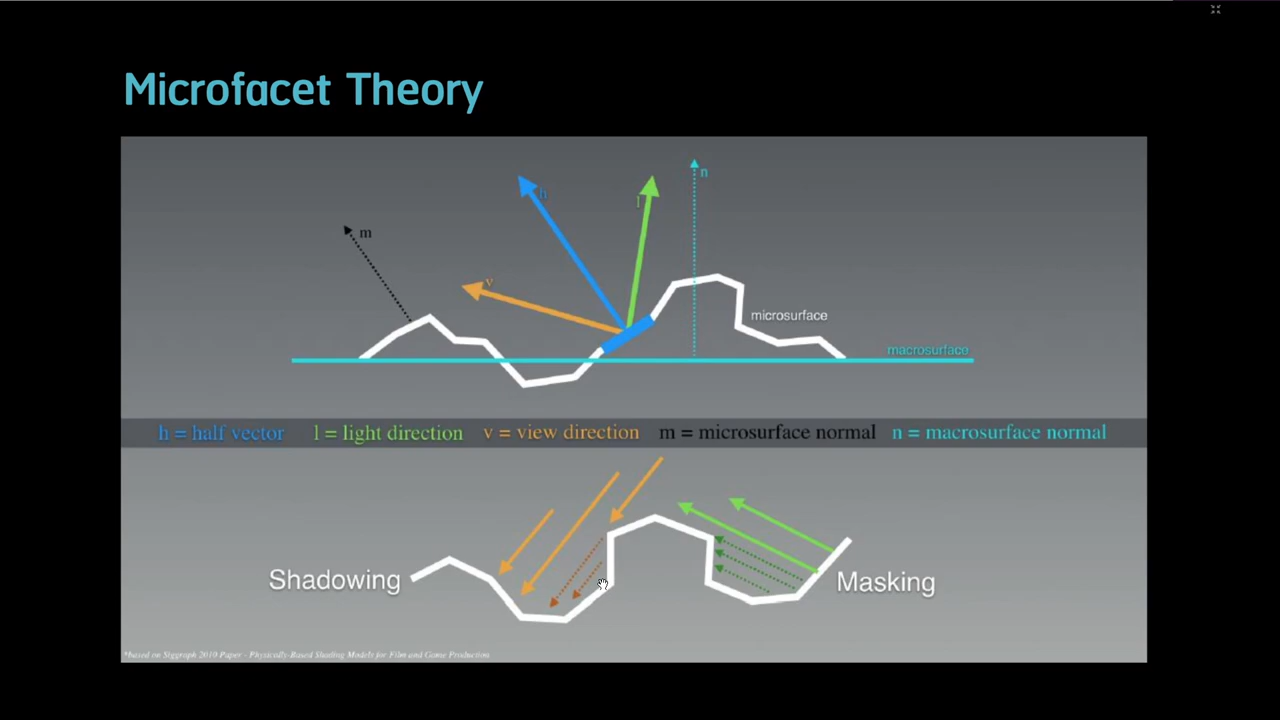 Microfacet Theory
h
l
n
m
v
microsurface
macrosurface
h = half vector l = light direction v = view direction m = microsurface normal n = macrosurface normal
Shadowing
Masking
*based on Siggraph 2010 Paper - Physically-Based Shading Models for Film and Game Production